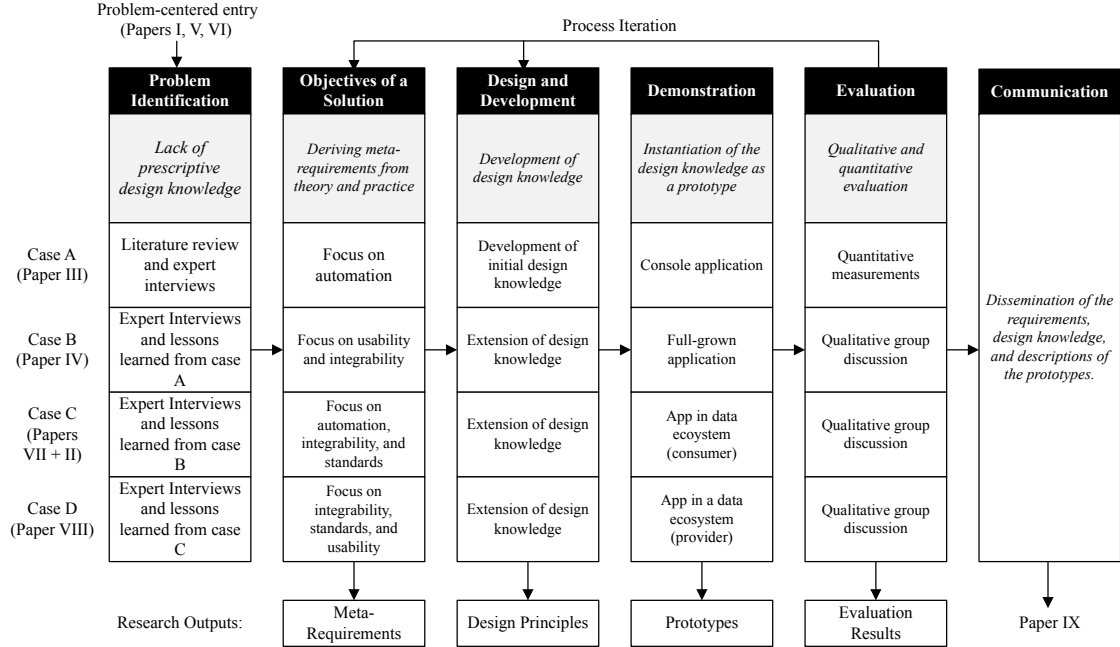 Problem-centered entry
(Papers I, V, VI)
Process Iteration
Problem
Identification
Objectives of a
Solution
Design and
Development
Demonstration
Evaluation
Communication
Lack of
prescriptive
design knowledge
Deriving meta-
requirements from
theory and practice
Development of
design knowledge
Instantiation of the
design knowledge as
a prototype
Qualitative and
quantitative
evaluation
Case A
(Paper III)
Literature review
and expert
interviews
Focus on
automation
Development of
initial design
knowledge
Console application
Quantitative
measurements
Case B
(Paper IV)
Expert Interviews
and lessons
learned from case
A
Focus on usability
and integrability
Extension of design
knowledge
Full-grown
application
Qualitative group
discussion
Dissemination of the
requirements,
design knowledge,
and descriptions of
the prototypes.
Case C
(Papers
VII + II)
Expert Interviews
and lessons
learned from case
B
Focus on
automation,
integrability, and
standards
Extension of design
knowledge
App in data
ecosystem
(consumer)
Qualitative group
discussion
Case D
(Paper VIII)
Expert Interviews
and lessons
learned from case
C
Focus on
integrability,
standards, and
usability
Extension of design
knowledge
App in a data
ecosystem
(provider)
Qualitative group
discussion
Research Outputs:
Meta-
Requirements
Design Principles
Prototypes
Evaluation
Results
Paper IX